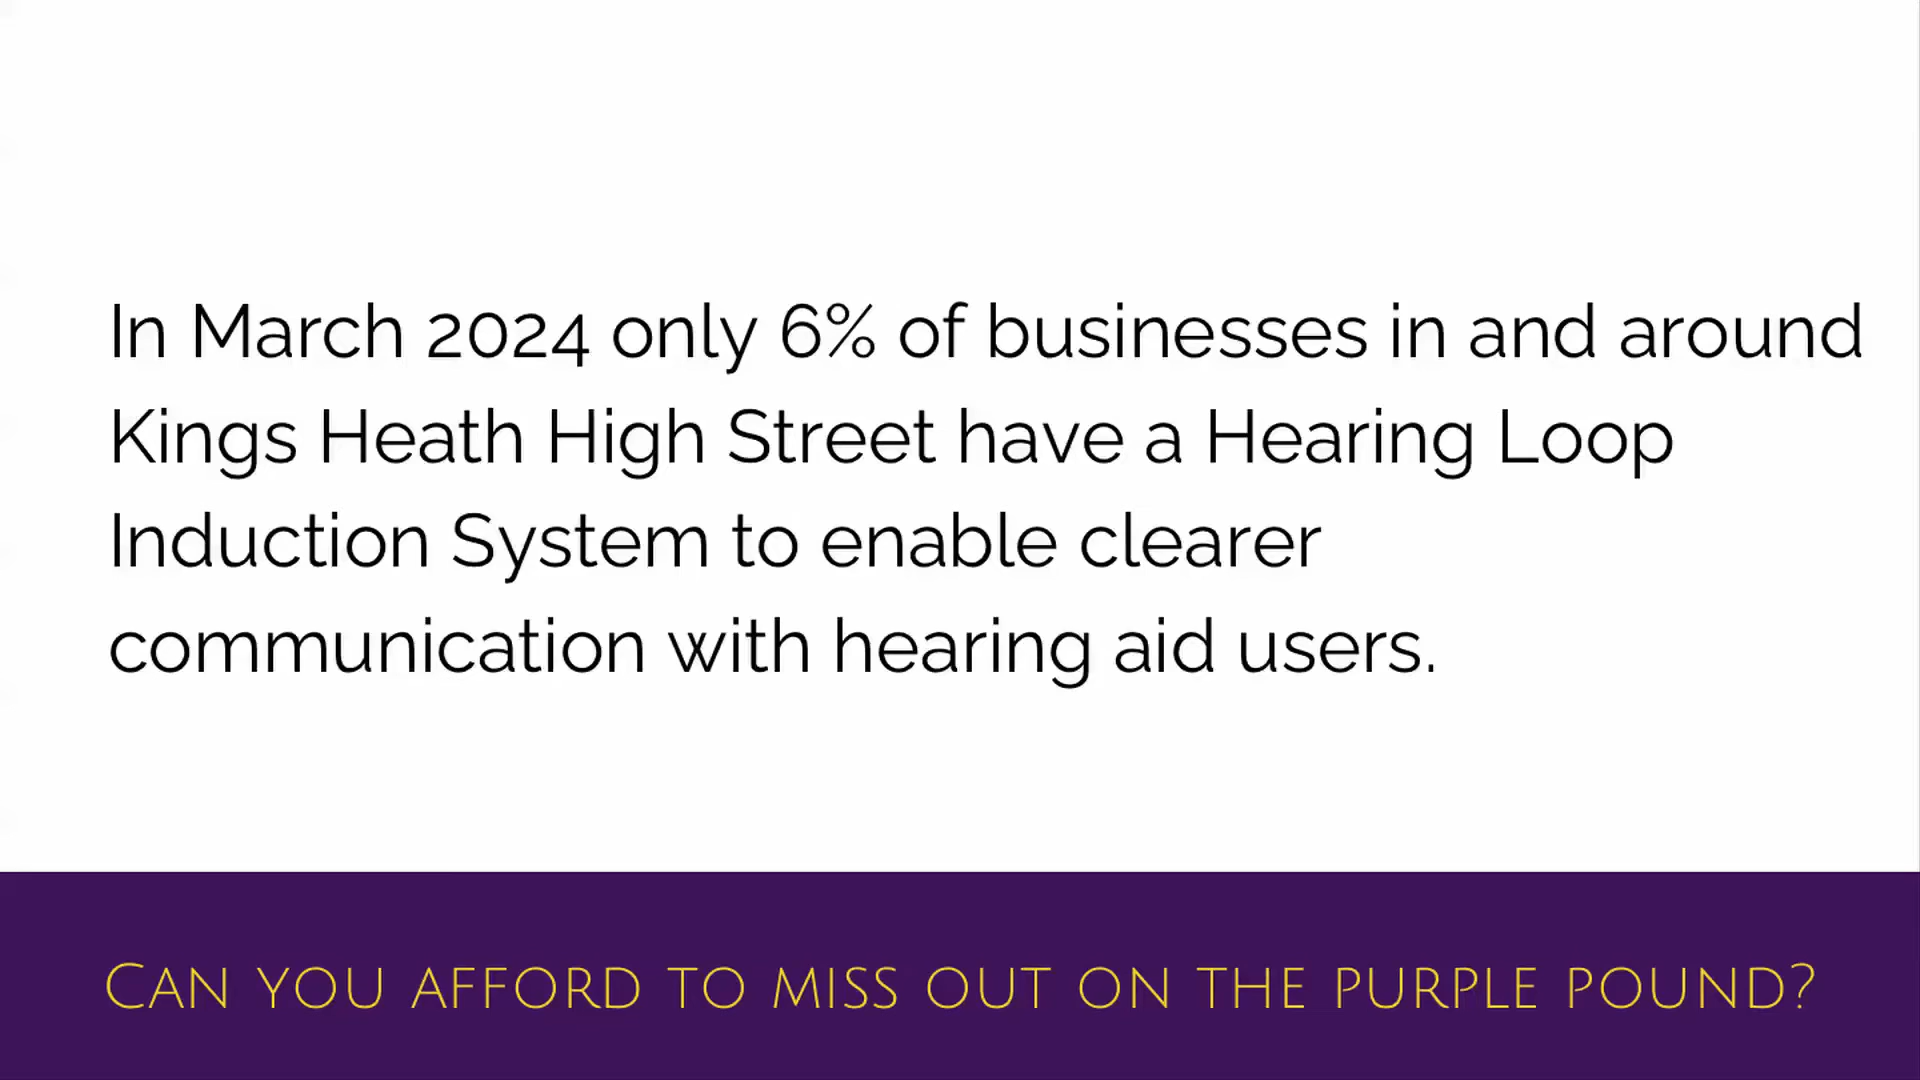 In March 2024 only 6% of businesses in and around
Kings Heath High Street have a Hearing Loop
Induction System to enable clearer
communication with hearing aid users.
Can you afford to miss out on the purple pound?